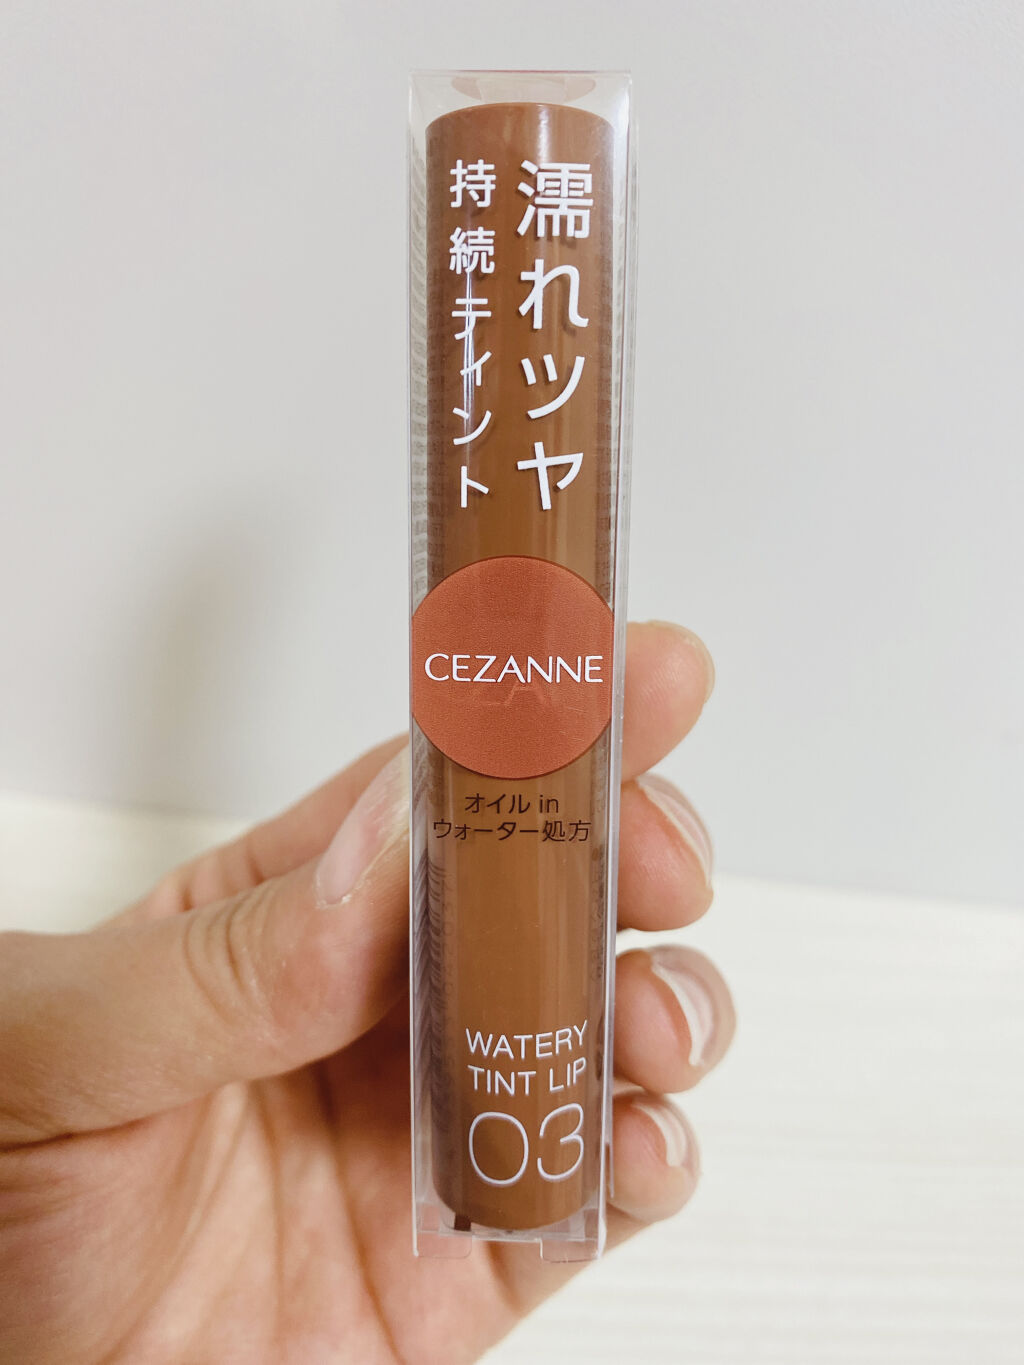 濡れツヤ
持続ティント
CEZANNE
オイル in
ウォーター処方
WATERY
TINT LIP
03